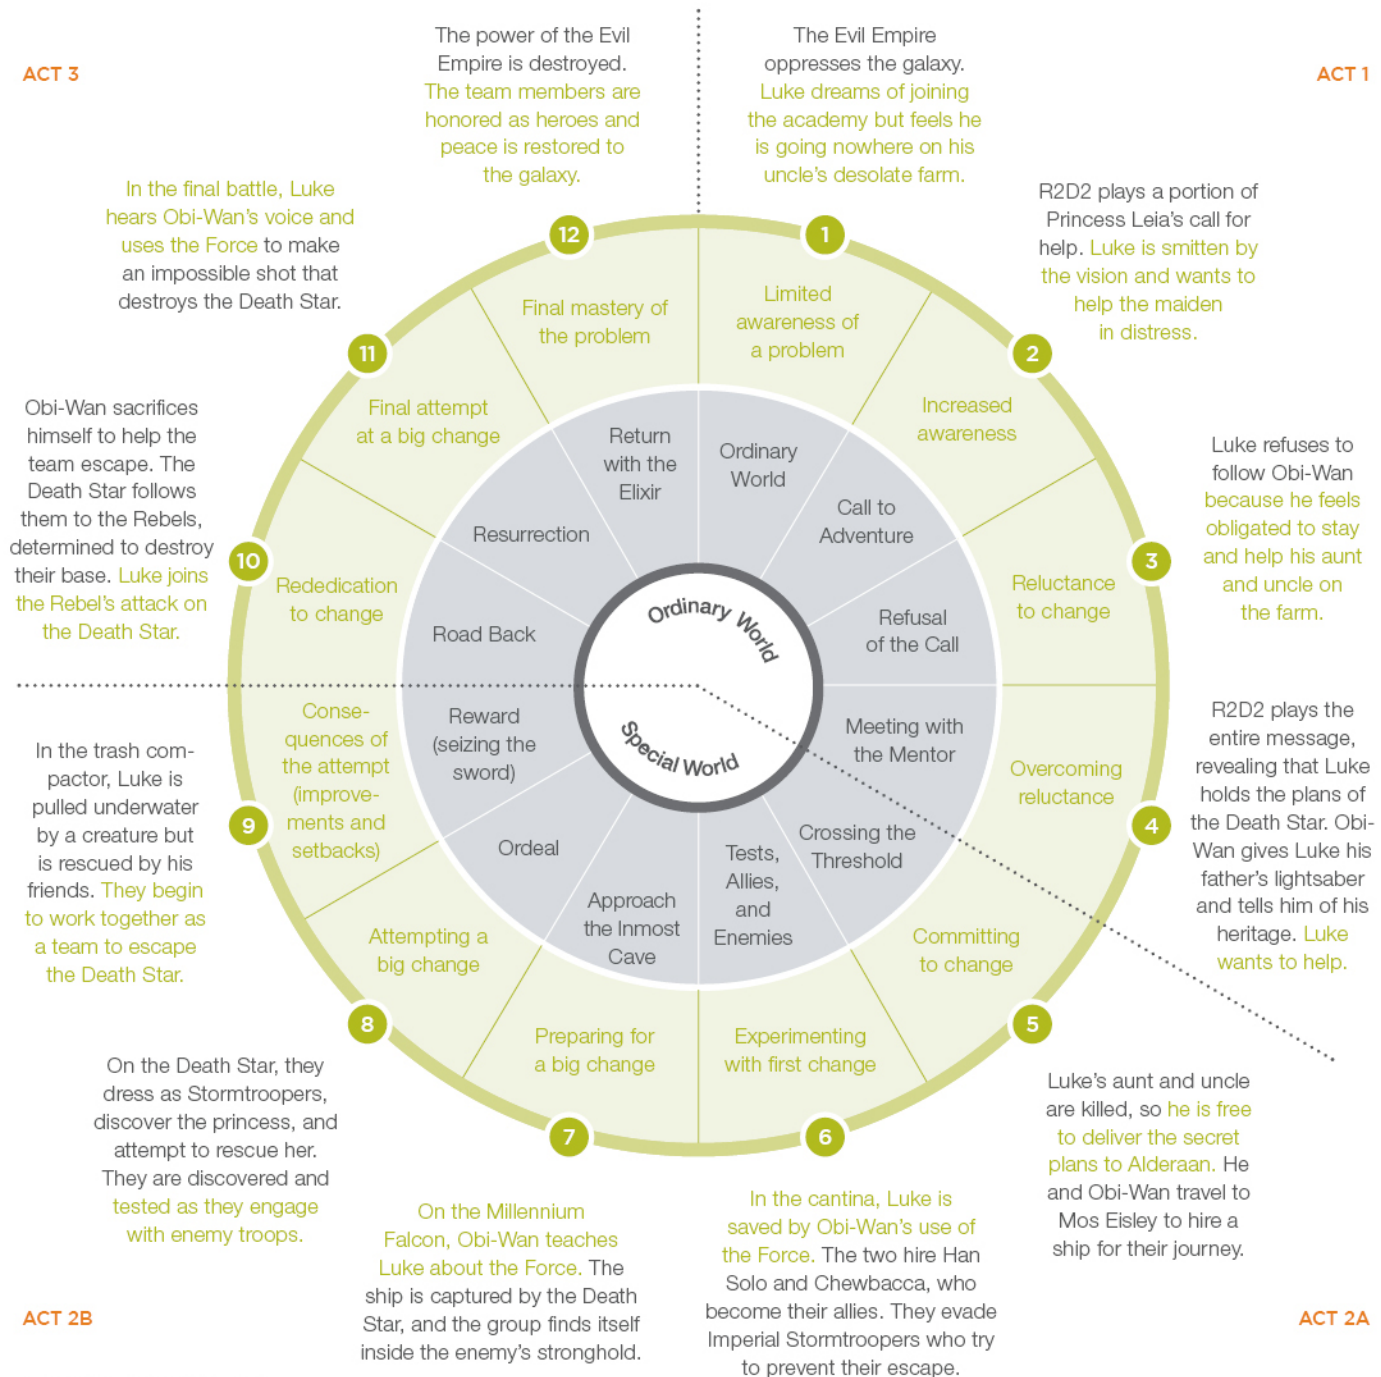 ACT 3
The power of the Evil
Empire is destroyed.
The team members are
honored as heroes and
peace is restored to
the galaxy.
The Evil Empire
oppresses the galaxy.
Luke dreams of joining
the academy but feels he
is going nowhere on his
uncle's desolate farm.
ACT 1
In the final battle, Luke
hears Obi-Wan's voice and
uses the Force to make
an impossible shot that
destroys the Death Star.
R2D2 plays a portion of
Princess Leia's call for
help. Luke is smitten by
the vision and wants to
help the maiden
in distress.
12
1
Final mastery of
the problem
Limited
awareness of
a problem
11
2
Final attempt
at a big change
Increased
awareness
Return
with the
Elixir
Ordinary
World
Obi-Wan sacrifices
himself to help the
team escape. The
Death Star follows
them to the Rebels,
determined to destroy
their base. Luke joins
the Rebel's attack on
the Death Star.
Resurrection
Call to
Adventure
Luke refuses to
follow Obi-Wan
because he feels
obligated to stay
and help his aunt
and uncle on
the farm.
10
3
Rededication
to change
Reluctance
to change
Road Back
Refusal
of the Call
Ordinary World
Special World
Reward
(seizing the
sword)
Meeting with
the Mentor
Conse-
quences of
the attempt
(improve-
ments and
setbacks)
Overcoming
reluctance
R2D2 plays the
entire message,
revealing that Luke
holds the plans of
the Death Star. Obi-
Wan gives Luke his
father's lightsaber
and tells him of his
heritage. Luke
wants to help.
In the trash com-
pactor, Luke is
pulled underwater
by a creature but
is rescued by his
friends. They begin
to work together as
a team to escape
the Death Star.
9
4
Ordeal
Crossing the
Threshold
Approach
the Inmost
Cave
Tests,
Allies,
and
Enemies
Attempting a
big change
Committing
to change
8
5
Preparing for
a big change
Experimenting
with first change
On the Death Star, they
dress as Stormtroopers,
discover the princess, and
attempt to rescue her.
They are discovered and
tested as they engage
with enemy troops.
Luke's aunt and uncle
are killed, so he is free
to deliver the secret
plans to Alderaan. He
and Obi-Wan travel to
Mos Eisley to hire a
ship for their journey.
7
6
On the Millennium
Falcon, Obi-Wan teaches
Luke about the Force. The
ship is captured by the Death
Star, and the group finds itself
inside the enemy's stronghold.
In the cantina, Luke is
saved by Obi-Wan's use of
the Force. The two hire Han
Solo and Chewbacca, who
become their allies. They evade
Imperial Stormtroopers who try
to prevent their escape.
ACT 2B
ACT 2A